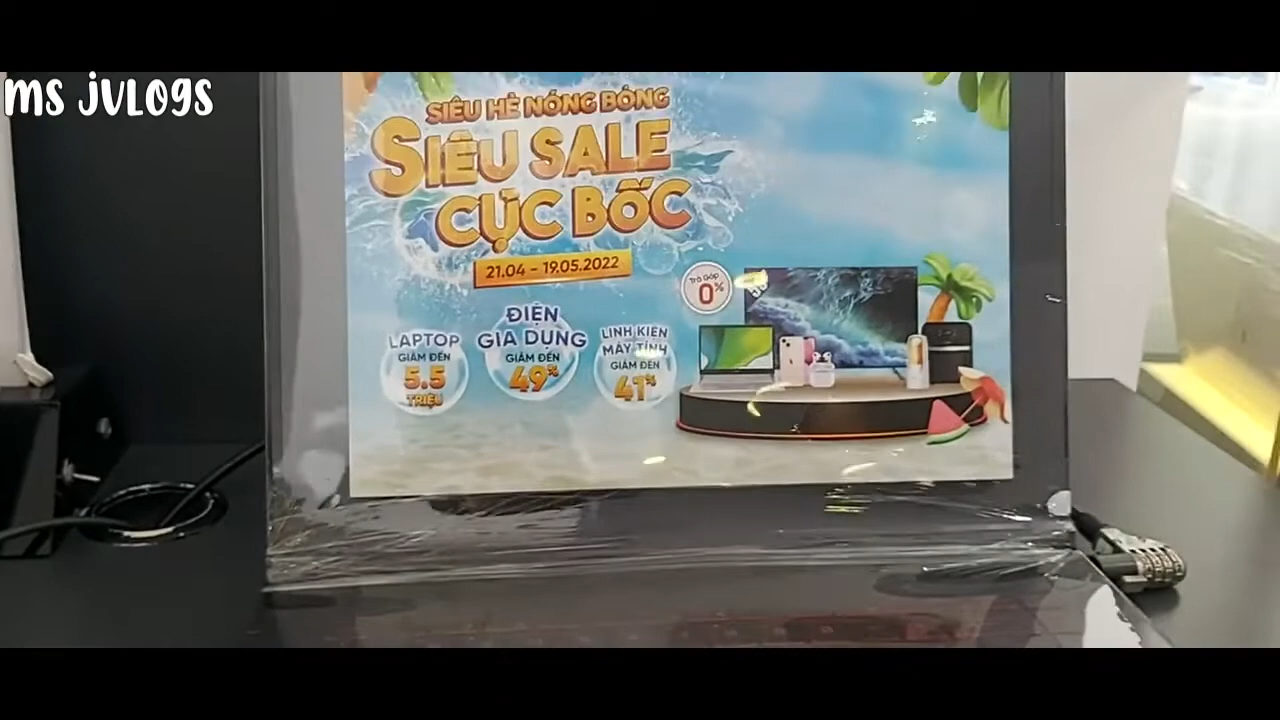 ms jvlogs
SIÊU HÈ NÓNG BỎNG
SIÊU SALE
CỰC BỐC
21.04 - 19.05.2022
Trả Góp
0%
LAPTOP
GIẢM ĐẾN
5.5
TRIỆU
ĐIỆN
GIA DỤNG
GIẢM ĐẾN
49%
LINH KIỆN
MÁY TÍNH
GIẢM ĐẾN
41%